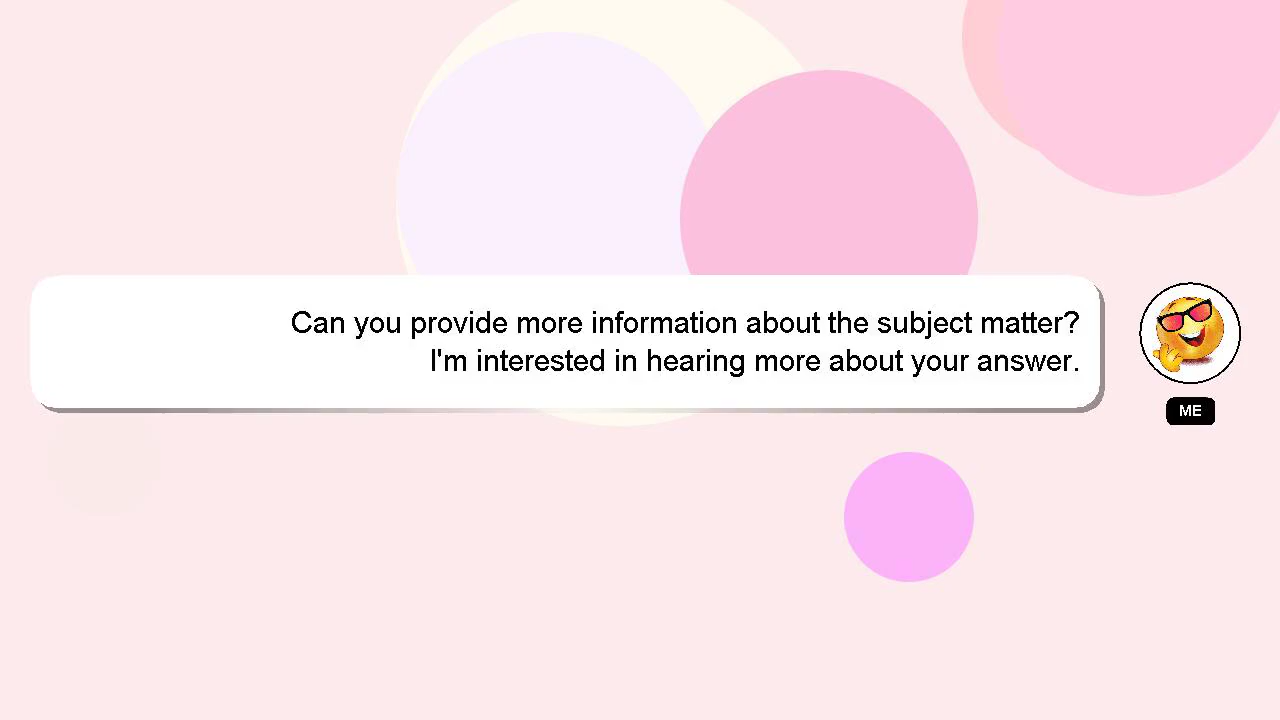 Can you provide more information about the subject matter?
I'm interested in hearing more about your answer.
ME